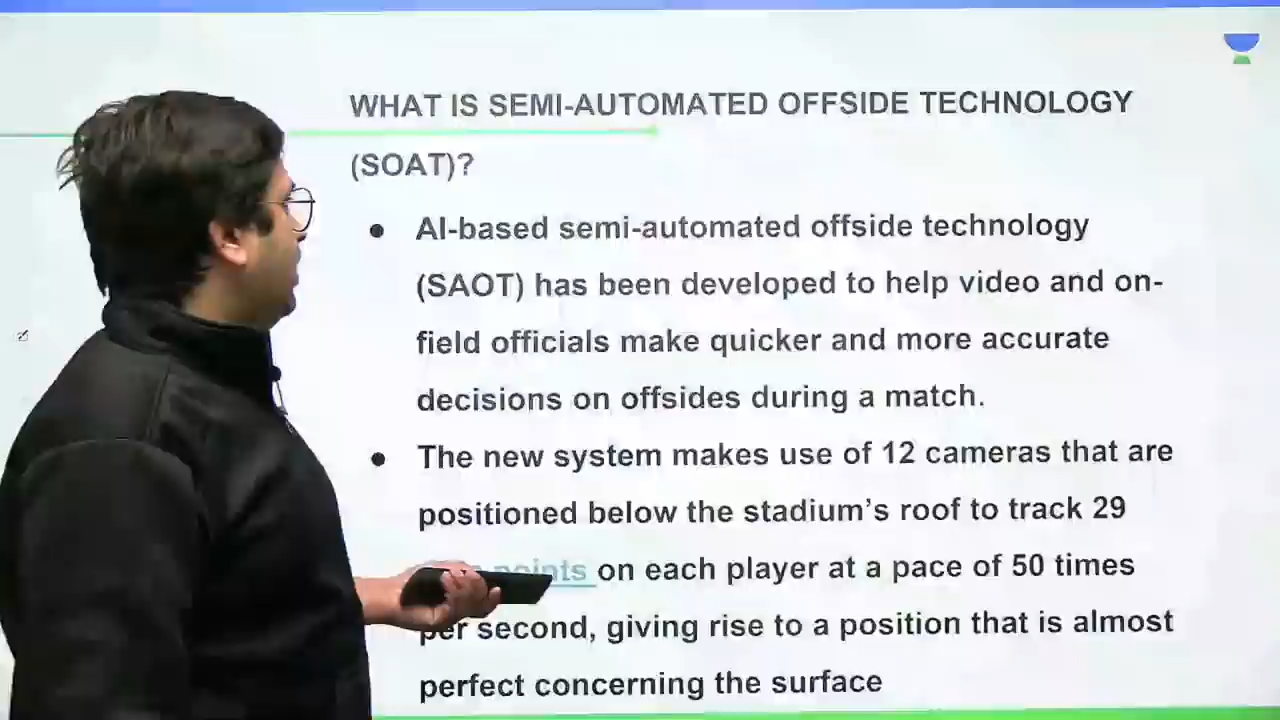 WHAT IS SEMI-AUTOMATED OFFSIDE TECHNOLOGY
(SOAT)?
● AI-based semi-automated offside technology
(SAOT) has been developed to help video and on-
field officials make quicker and more accurate
decisions on offsides during a match.
● The new system makes use of 12 cameras that are
positioned below the stadium’s roof to track 29
points on each player at a pace of 50 times
per second, giving rise to a position that is almost
perfect concerning the surface